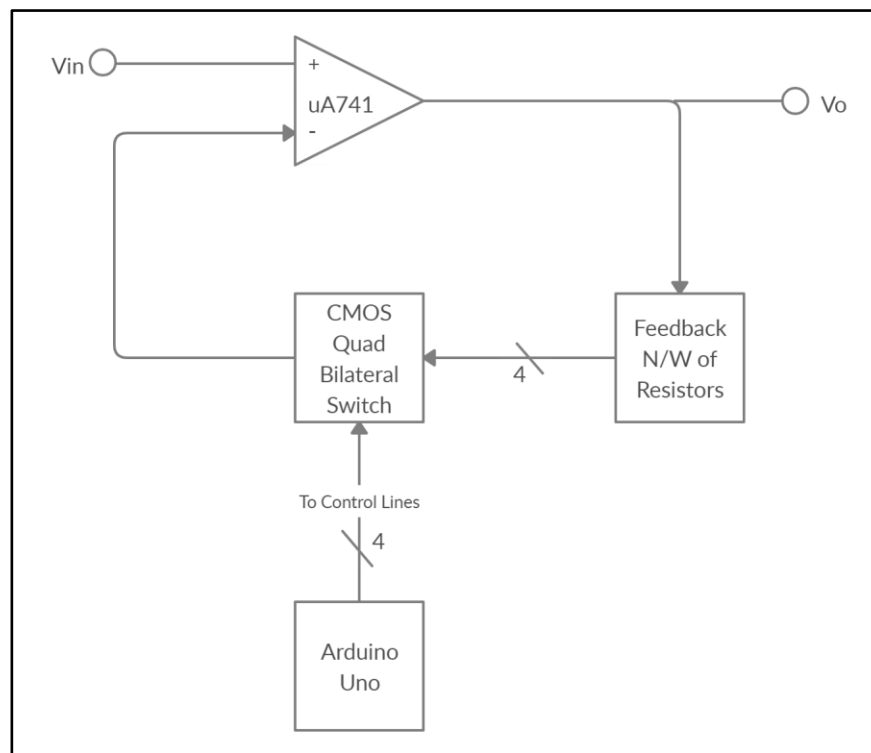 Vin
+
uA741
-
Vo
CMOS
Quad
Bilateral
Switch
4
Feedback
N/W of
Resistors
To Control Lines
4
Arduino
Uno